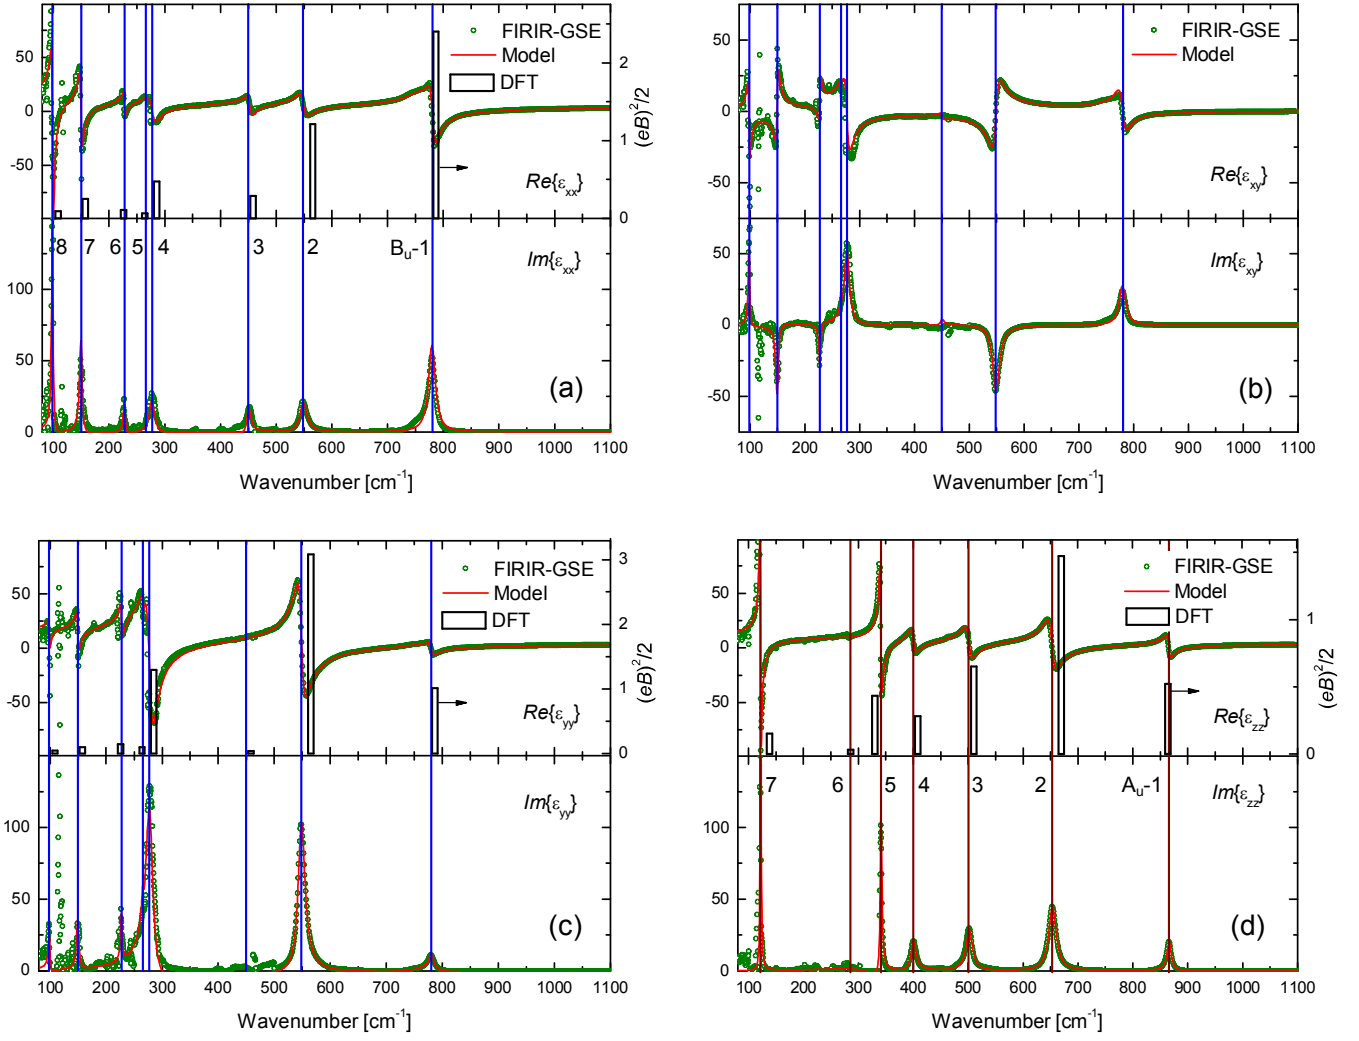 50
0
-50
FIRIR-GSE
Model
DFT
2
1
0
(eB)²/2
Re{εxx}
8 7 6 5 4 3 2 Bu-1
Im{εxx}
100
50
0
(a)
100 200 300 400 500 600 700 800 900 1000 1100
Wavenumber [cm⁻¹]
50
0
-50
FIRIR-GSE
Model
Re{εxy}
50
0
-50
Im{εxy}
(b)
100 200 300 400 500 600 700 800 900 1000 1100
Wavenumber [cm⁻¹]
50
0
-50
FIRIR-GSE
Model
DFT
3
2
1
0
(eB)²/2
Re{εyy}
Im{εyy}
100
50
0
(c)
100 200 300 400 500 600 700 800 900 1000 1100
Wavenumber [cm⁻¹]
50
0
-50
FIRIR-GSE
Model
DFT
1
0
(eB)²/2
Re{εzz}
7 6 5 4 3 2 Au-1
Im{εzz}
100
50
0
(d)
100 200 300 400 500 600 700 800 900 1000 1100
Wavenumber [cm⁻¹]